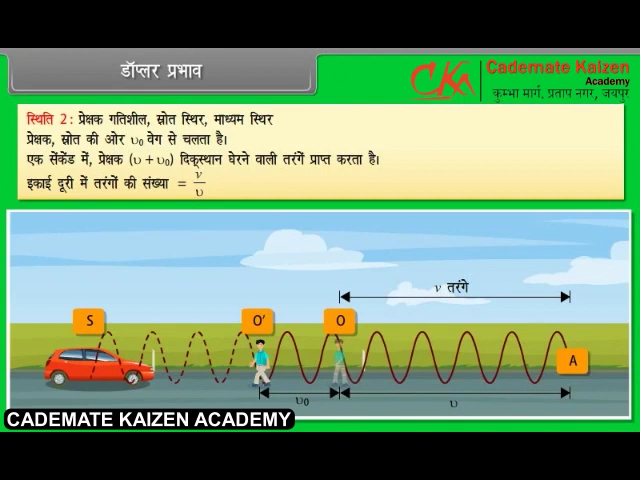 डॉप्लर प्रभाव
CKA
Cademate Kaizen
Academy
कुम्भा मार्ग. प्रताप नगर, जयपुर
स्थिति 2 : प्रेक्षक गतिशील, स्रोत स्थिर, माध्यम स्थिर
प्रेक्षक, स्रोत की ओर υ₀ वेग से चलता है।
एक सेकेंड में, प्रेक्षक (υ + υ₀) दिक्स्थान घेरने वाली तरंगें प्राप्त करता है।
इकाई दूरी में तरंगों की संख्या = ν/υ
ν तरंगे
S
O'
O
A
υ₀
υ
CADEMATE KAIZEN ACADEMY